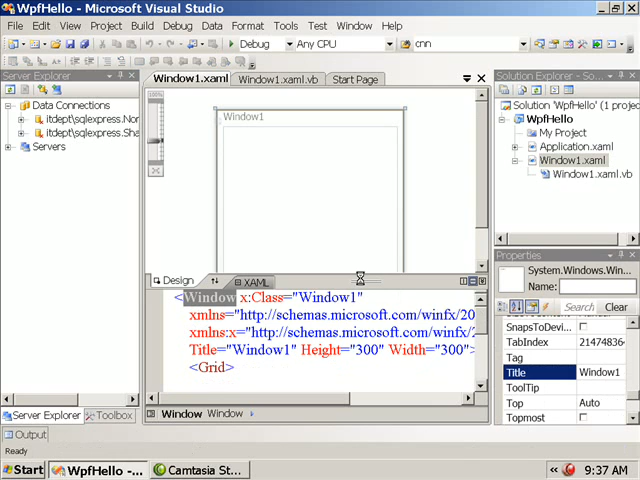 WpfHello - Microsoft Visual Studio
File Edit View Project Build Debug Data Format Tools Test Window Help
Debug Any CPU cnn
Server Explorer
Data Connections
itdept\sqlexpress.Nor
itdept\sqlexpress.Sha
Servers
Server Explorer Toolbox
Window1.xaml Window1.xaml.vb Start Page
100%
Window1
Design XAML
<Window x:Class="Window1"
xmlns="http://schemas.microsoft.com/winfx/20
xmlns:x="http://schemas.microsoft.com/winfx/20
Title="Window1" Height="300" Width="300">
<Grid>
Window Window
Solution Explorer - So...
Solution 'WpfHello' (1 projec
WpfHello
My Project
Application.xaml
Window1.xaml
Window1.xaml.vb
Properties
System.Windows.Win
Name:
Search Clear
SnapsToDevi...
TabIndex 21474836
Tag
Title Window1
ToolTip
Top Auto
Topmost
Output
Ready
Start WpfHello -... Camtasia St... 9:37 AM